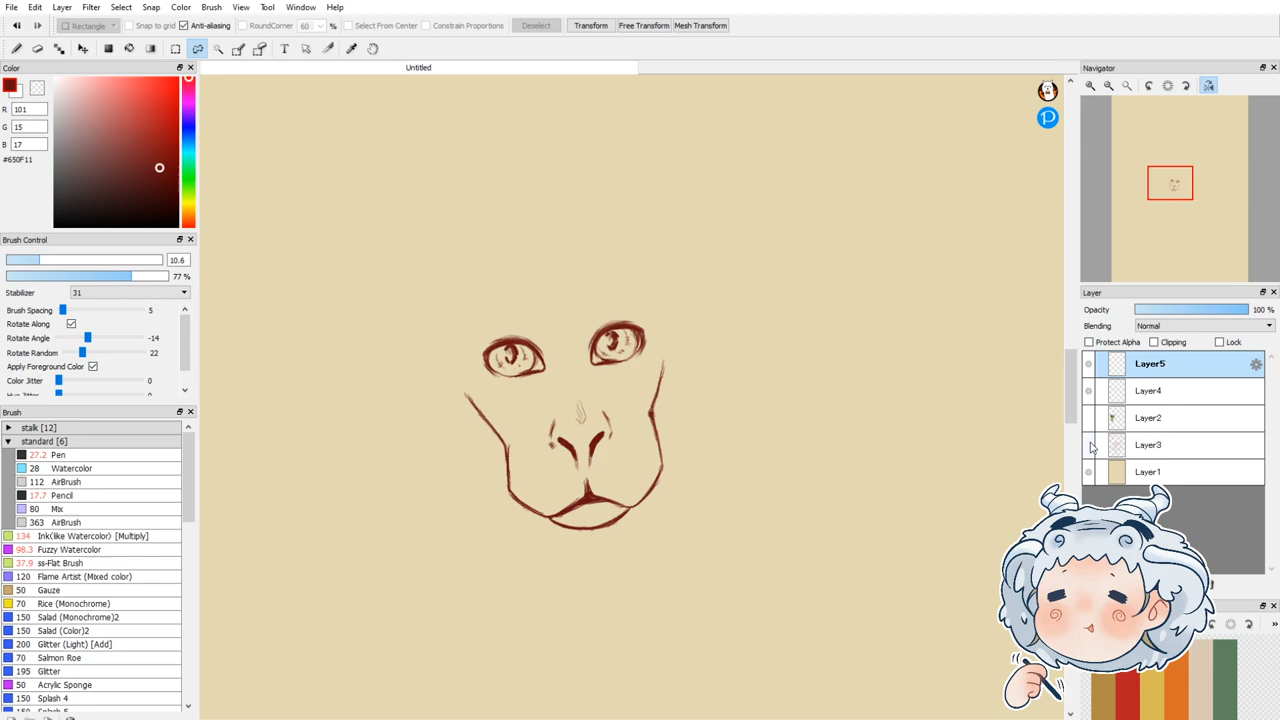 File Edit Layer Filter Select Snap Color Brush View Tool Window Help
Rectangle Snap to grid Anti-aliasing RoundCorner 60 % Select From Center Constrain Proportions Deselect Transform Free Transform Mesh Transform
Color
R 101
G 15
B 17
#650F11
Brush Control
10.6
77 %
Stabilizer 31
Brush Spacing 5
Rotate Along
Rotate Angle -14
Rotate Random 22
Apply Foreground Color
Color Jitter 0
Brush
stalk [12]
standard [6]
27.2 Pen
28 Watercolor
112 AirBrush
17.7 Pencil
80 Mix
363 AirBrush
134 Ink(like Watercolor) [Multiply]
98.3 Fuzzy Watercolor
37.9 ss-Flat Brush
120 Flame Artist (Mixed color)
50 Gauze
70 Rice (Monochrome)
150 Salad (Monochrome)2
150 Salad (Color)2
200 Glitter (Light) [Add]
150 Salmon Roe
195 Glitter
50 Acrylic Sponge
150 Splash 4
Untitled
Navigator
Layer
Opacity 100 %
Blending Normal
Protect Alpha Clipping Lock
Layer5
Layer4
Layer2
Layer3
Layer1